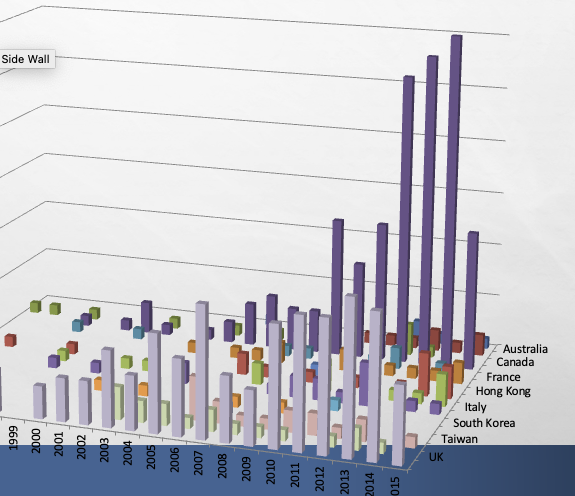 Side Wall
Australia
Canada
France
Hong Kong
Italy
South Korea
Taiwan
UK
1999
2000
2001
2002
2003
2004
2005
2006
2007
2008
2009
2010
2011
2012
2013
2014
015